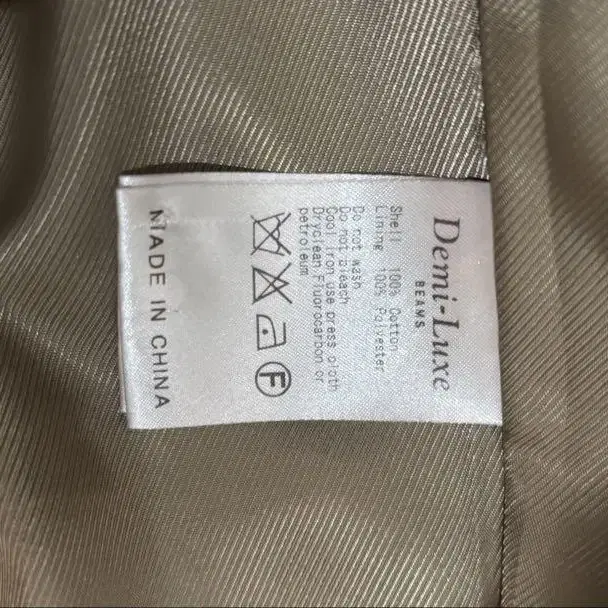 Demi-Luxe
BEAMS
Shell 100% Cotton
Lining 100% Polyester
Do not wash
Do not bleach
Cool iron use press cloth
Dryclean Fluorocarbon or
petroleum
F
MADE IN CHINA